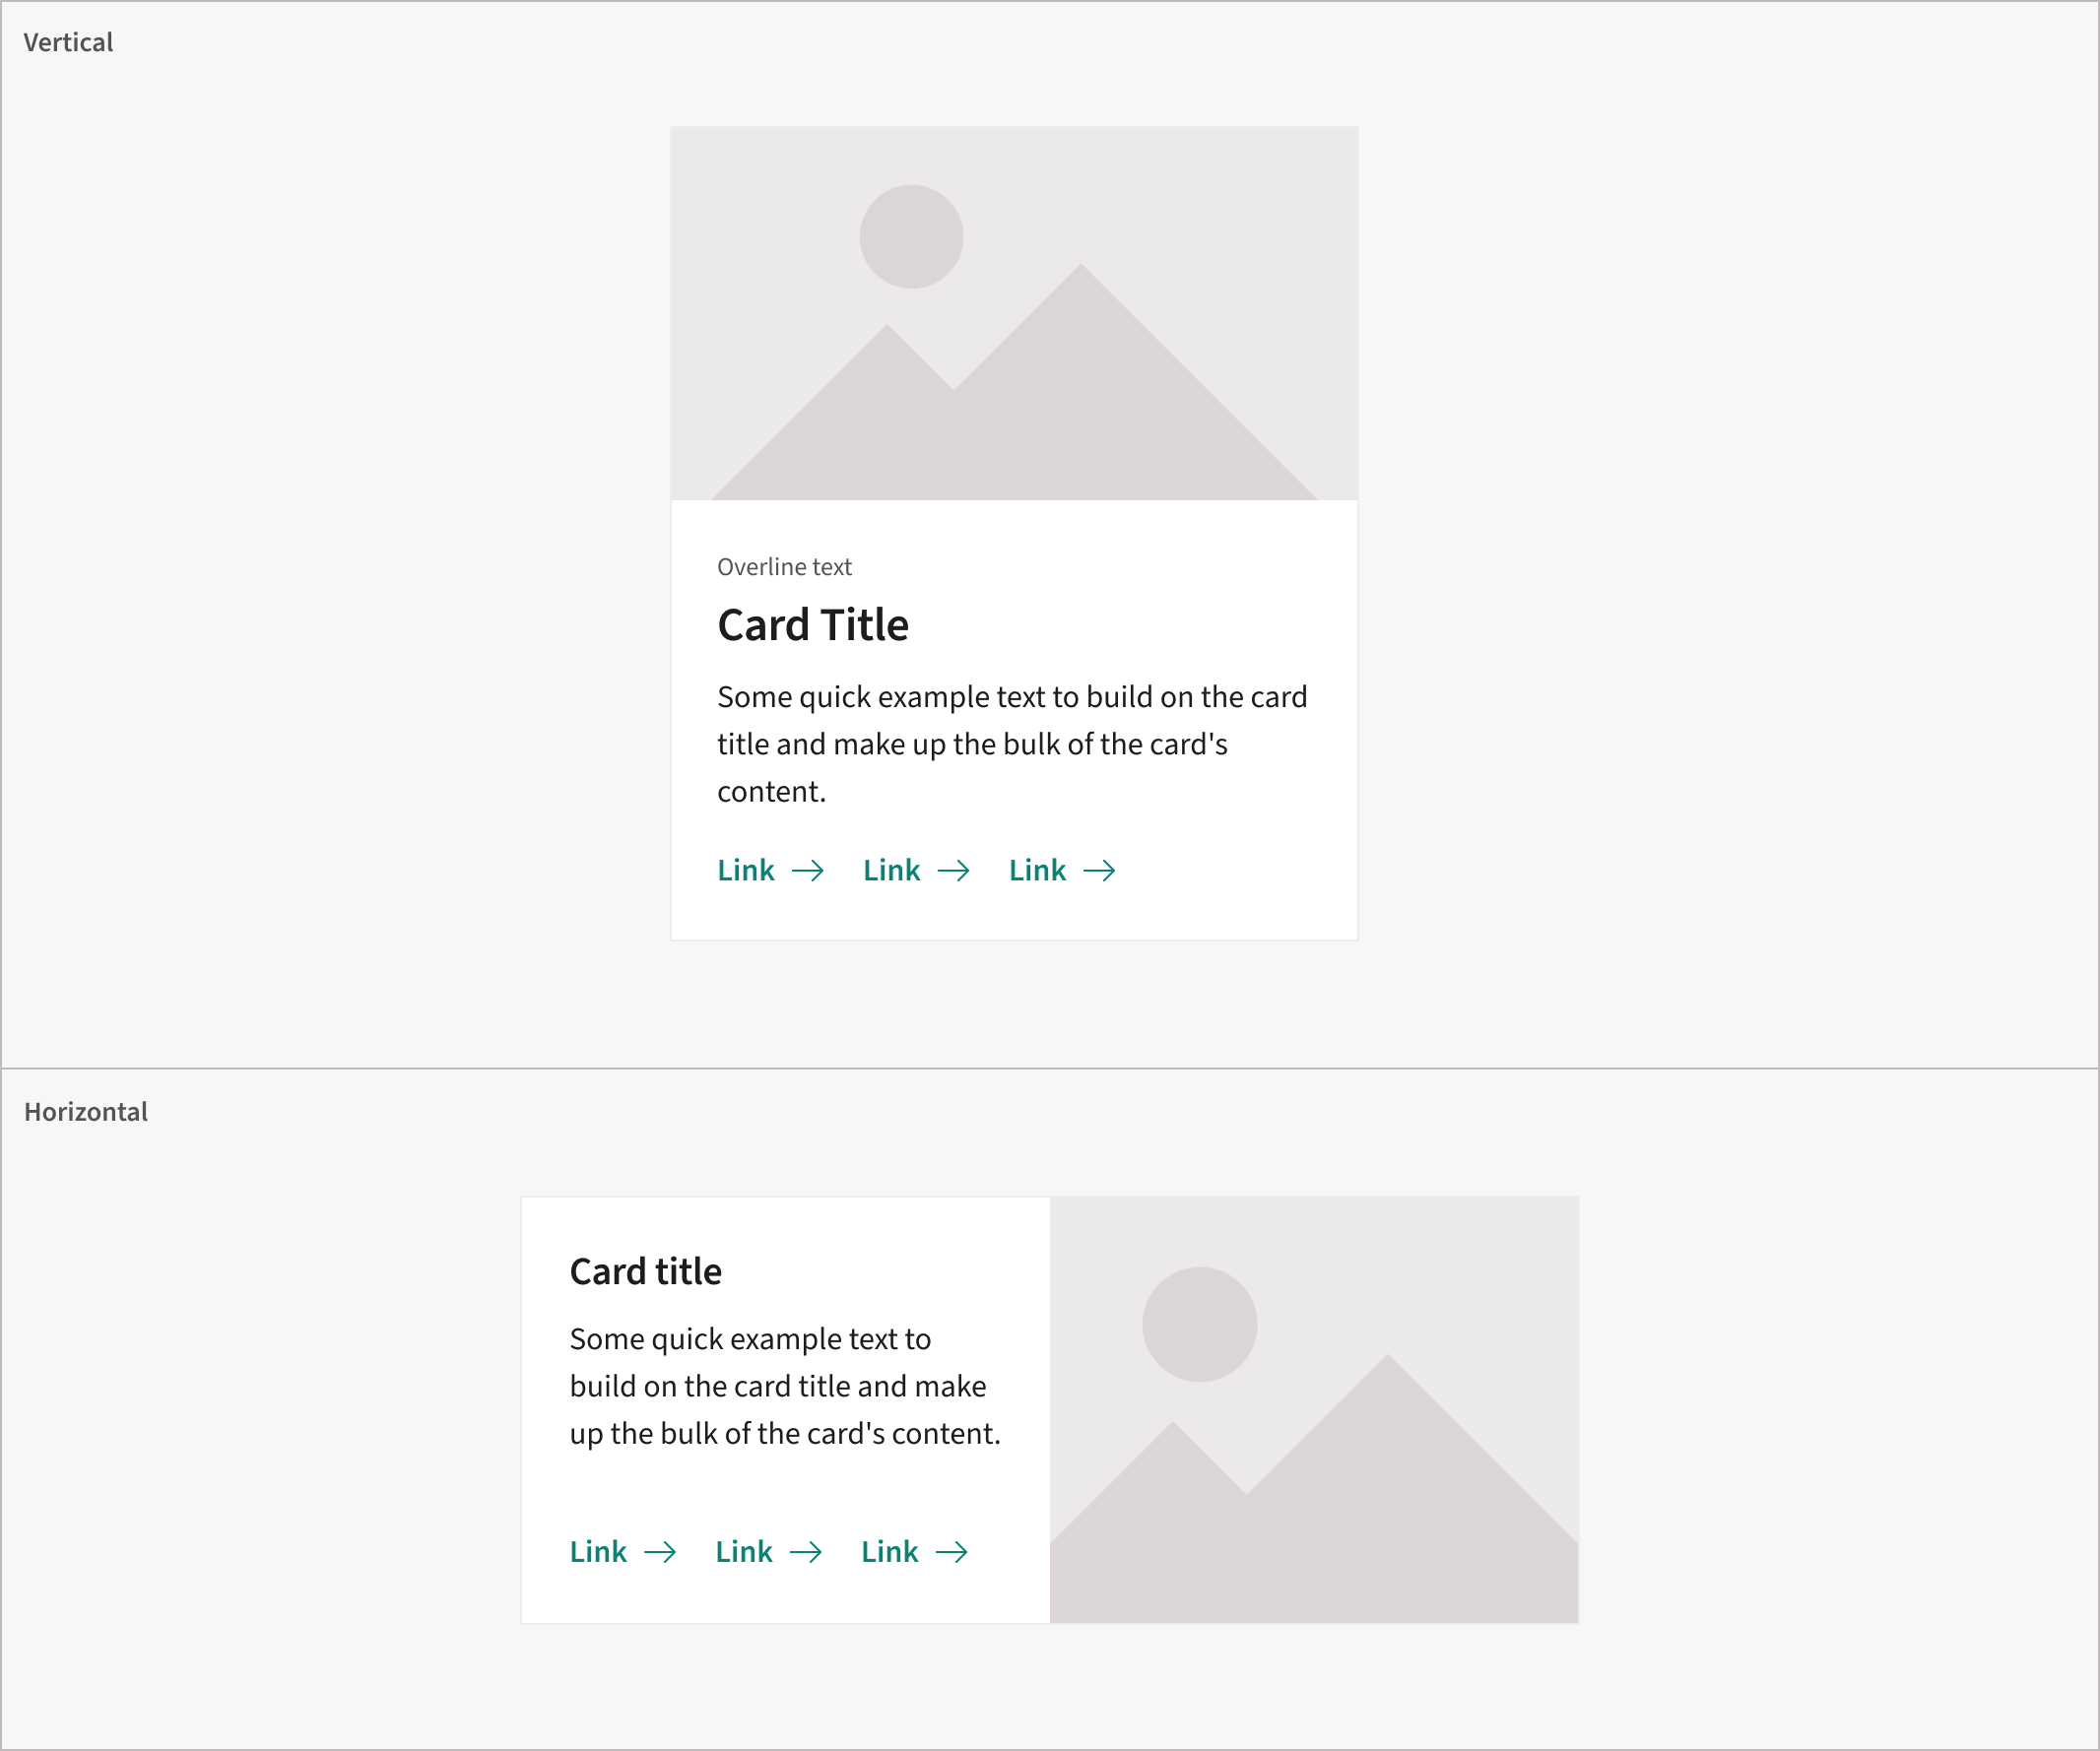 Vertical
Overline text
Card Title
Some quick example text to build on the card
title and make up the bulk of the card's
content.
Link Link Link
Horizontal
Card title
Some quick example text to
build on the card title and make
up the bulk of the card's content.
Link Link Link